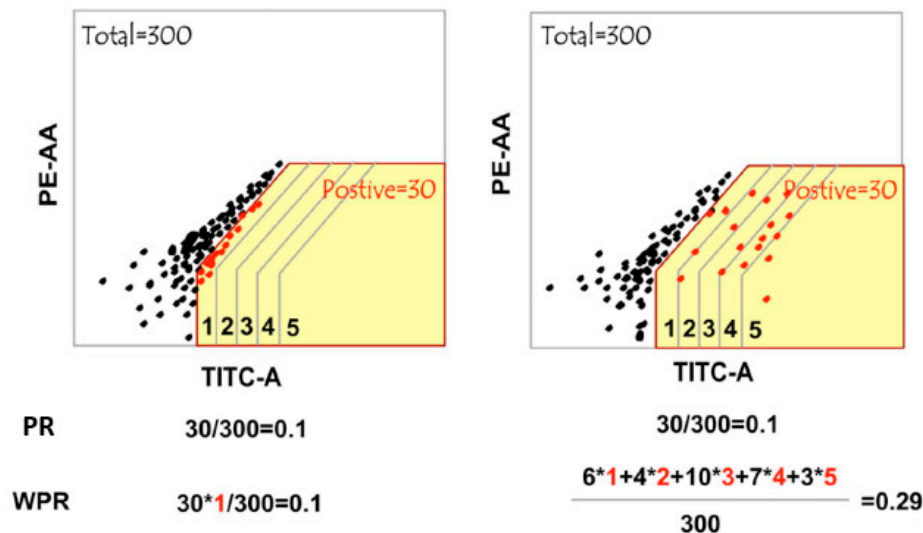 Total=300
PE-AA
Postive=30
1 2 3 4 5
TITC-A
Total=300
PE-AA
Postive=30
1 2 3 4 5
TITC-A
PR
30/300=0.1
30/300=0.1
WPR
30*1/300=0.1
6*1+4*2+10*3+7*4+3*5
300
=0.29